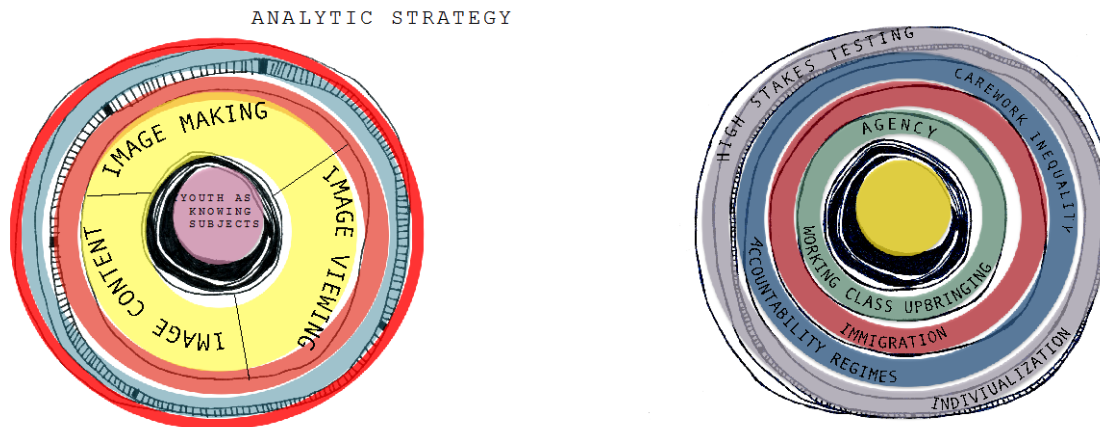 ANALYTIC STRATEGY
IMAGE MAKING
IMAGE VIEWING
IMAGE CONTENT
YOUTH AS
KNOWING
SUBJECTS
HIGH STAKES TESTING
CAREWORK INEQUALITY
AGENCY
WORKING CLASS UPBRINGING
IMMIGRATION
ACCOUNTABILITY REGIMES
INDIVIUALIZATION